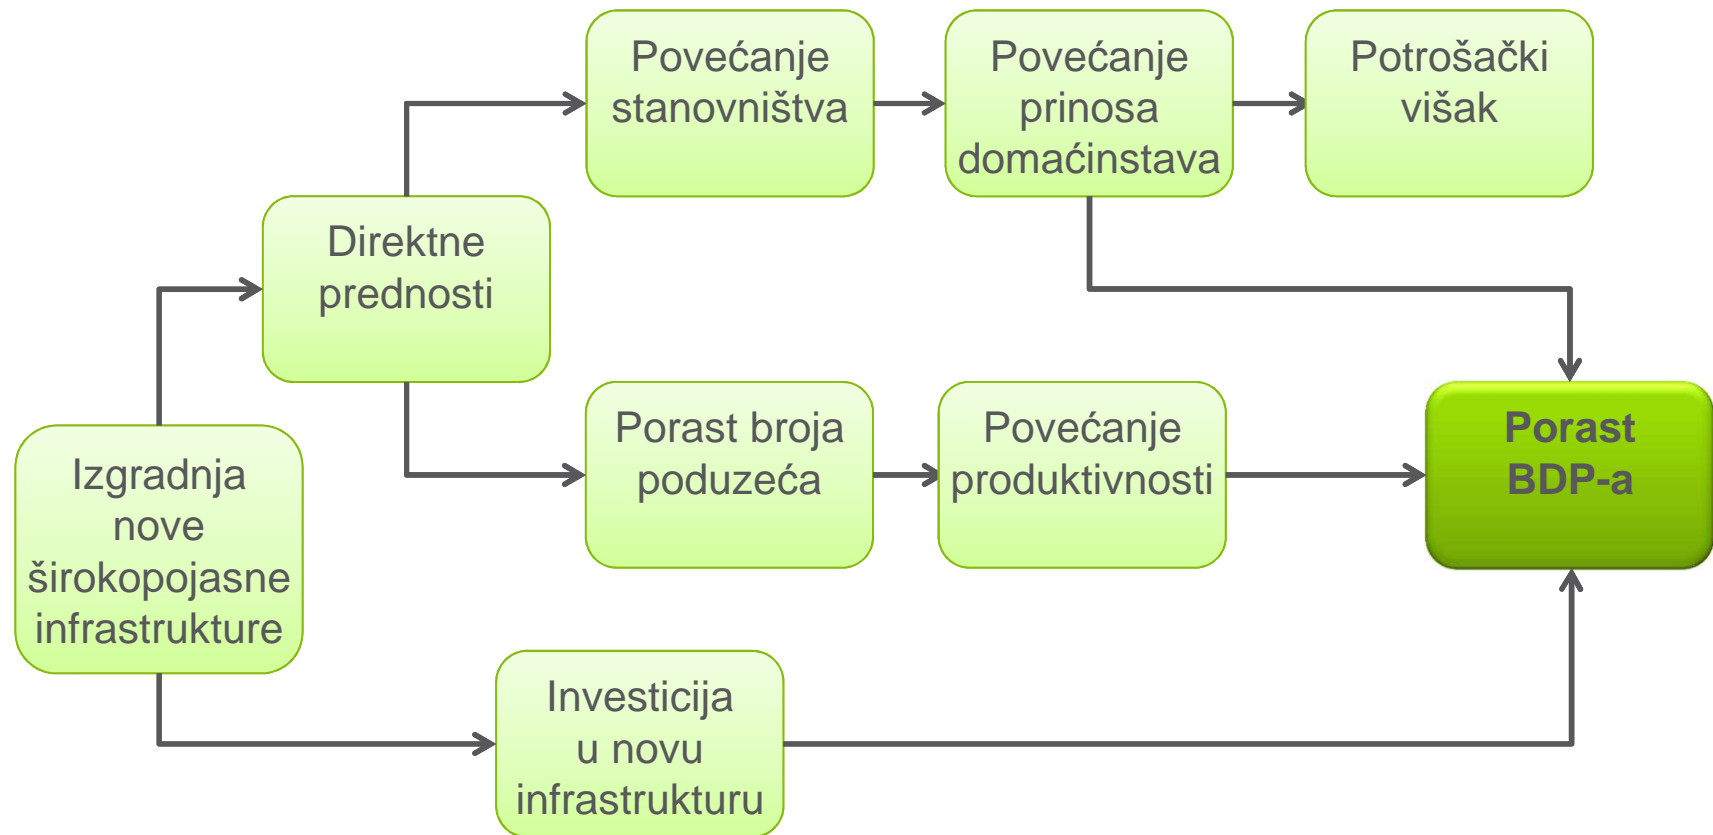 Povećanje
stanovništva
Povećanje
prinosa
domaćinstava
Potrošački
višak
Direktne
prednosti
Porast broja
poduzeća
Povećanje
produktivnosti
Porast
BDP-a
Izgradnja
nove
širokopojasne
infrastrukture
Investicija
u novu
infrastrukturu